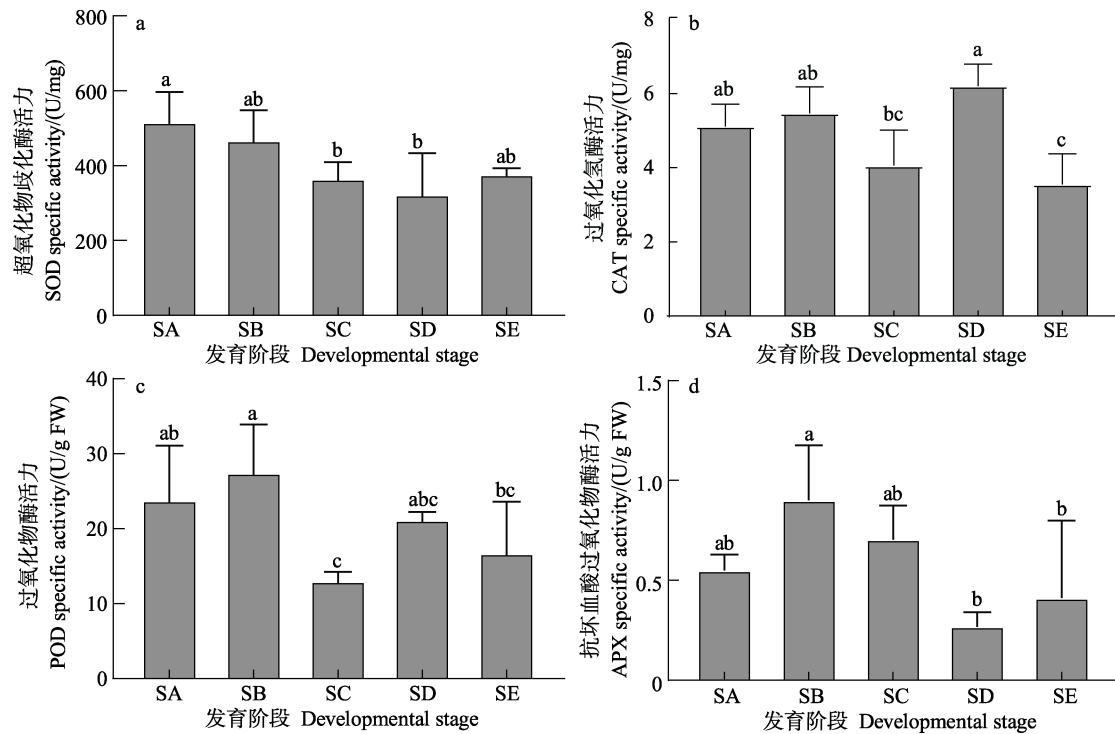 a
超氧化物歧化酶活力
SOD specific activity/(U/mg)
800
600
400
200
0
a
ab
b
b
ab
SA SB SC SD SE
发育阶段 Developmental stage
b
过氧化氢酶活力
CAT specific activity/(U/mg)
8
6
4
2
0
ab
ab
bc
a
c
SA SB SC SD SE
发育阶段 Developmental stage
c
过氧化物酶活力
POD specific activity/(U/g FW)
40
30
20
10
0
ab
a
c
abc
bc
SA SB SC SD SE
发育阶段 Developmental stage
d
抗坏血酸过氧化物酶活力
APX specific activity/(U/g FW)
1.5
1.0
0.5
0
ab
a
ab
b
b
SA SB SC SD SE
发育阶段 Developmental stage